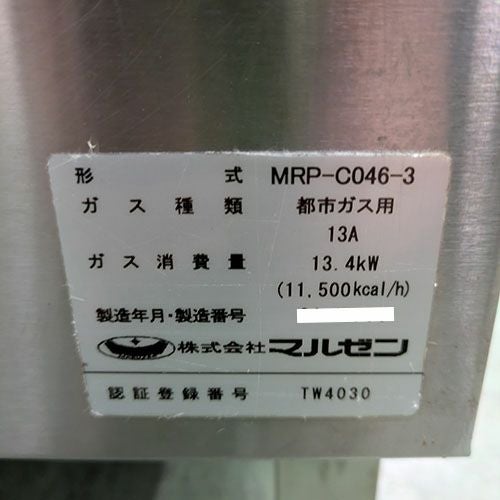 形式 MRP-C046-3
ガス種類 都市ガス用
13A
ガス消費量 13.4kW
(11,500kcal/h)
製造年月・製造番号
株式会社マルゼン
認証登録番号 TW4030